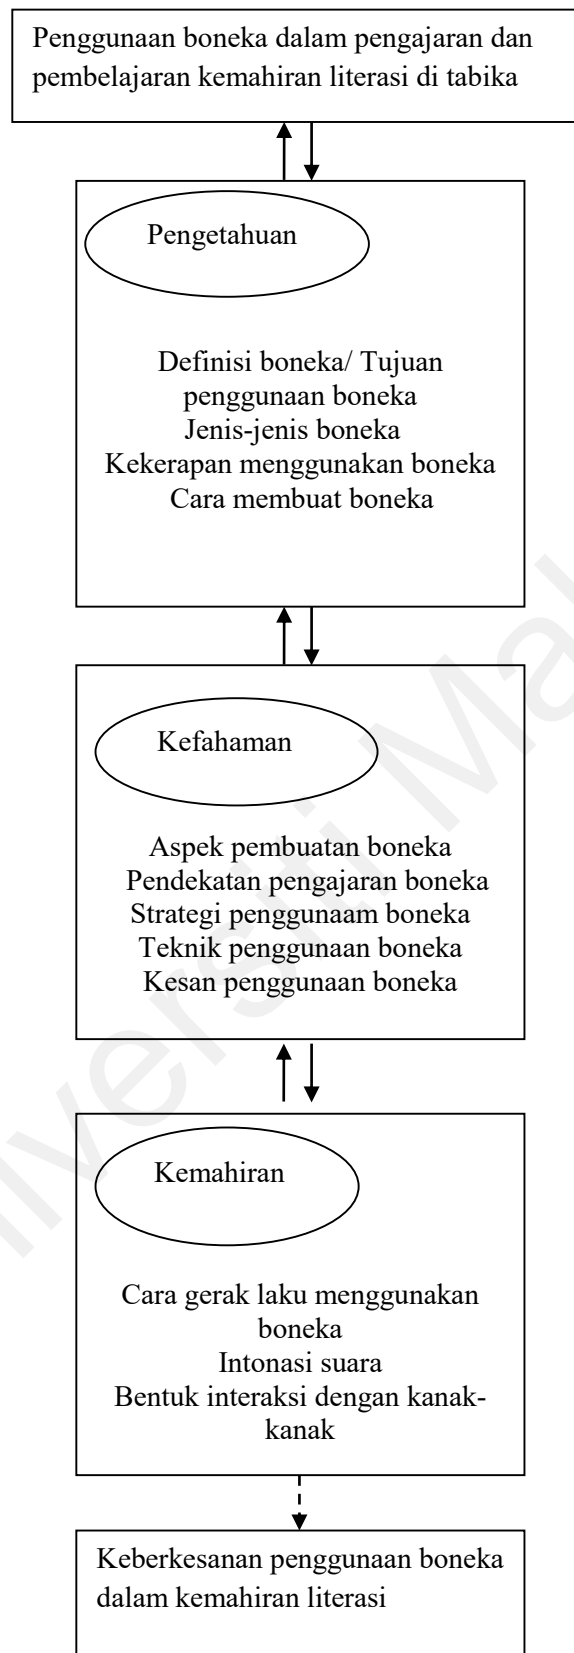 Penggunaan boneka dalam pengajaran dan
pembelajaran kemahiran literasi di tabika
Pengetahuan
Definisi boneka/ Tujuan
penggunaan boneka
Jenis-jenis boneka
Kekerapan menggunakan boneka
Cara membuat boneka
Kefahaman
Aspek pembuatan boneka
Pendekatan pengajaran boneka
Strategi penggunaam boneka
Teknik penggunaan boneka
Kesan penggunaan boneka
Kemahiran
Cara gerak laku menggunakan
boneka
Intonasi suara
Bentuk interaksi dengan kanak-
kanak
Keberkesanan penggunaan boneka
dalam kemahiran literasi